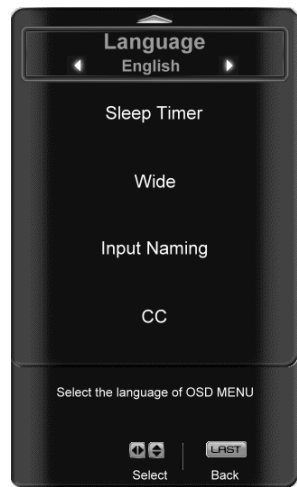 Language
English
Sleep Timer
Wide
Input Naming
CC
Select the language of OSD MENU
LAST
Select
Back